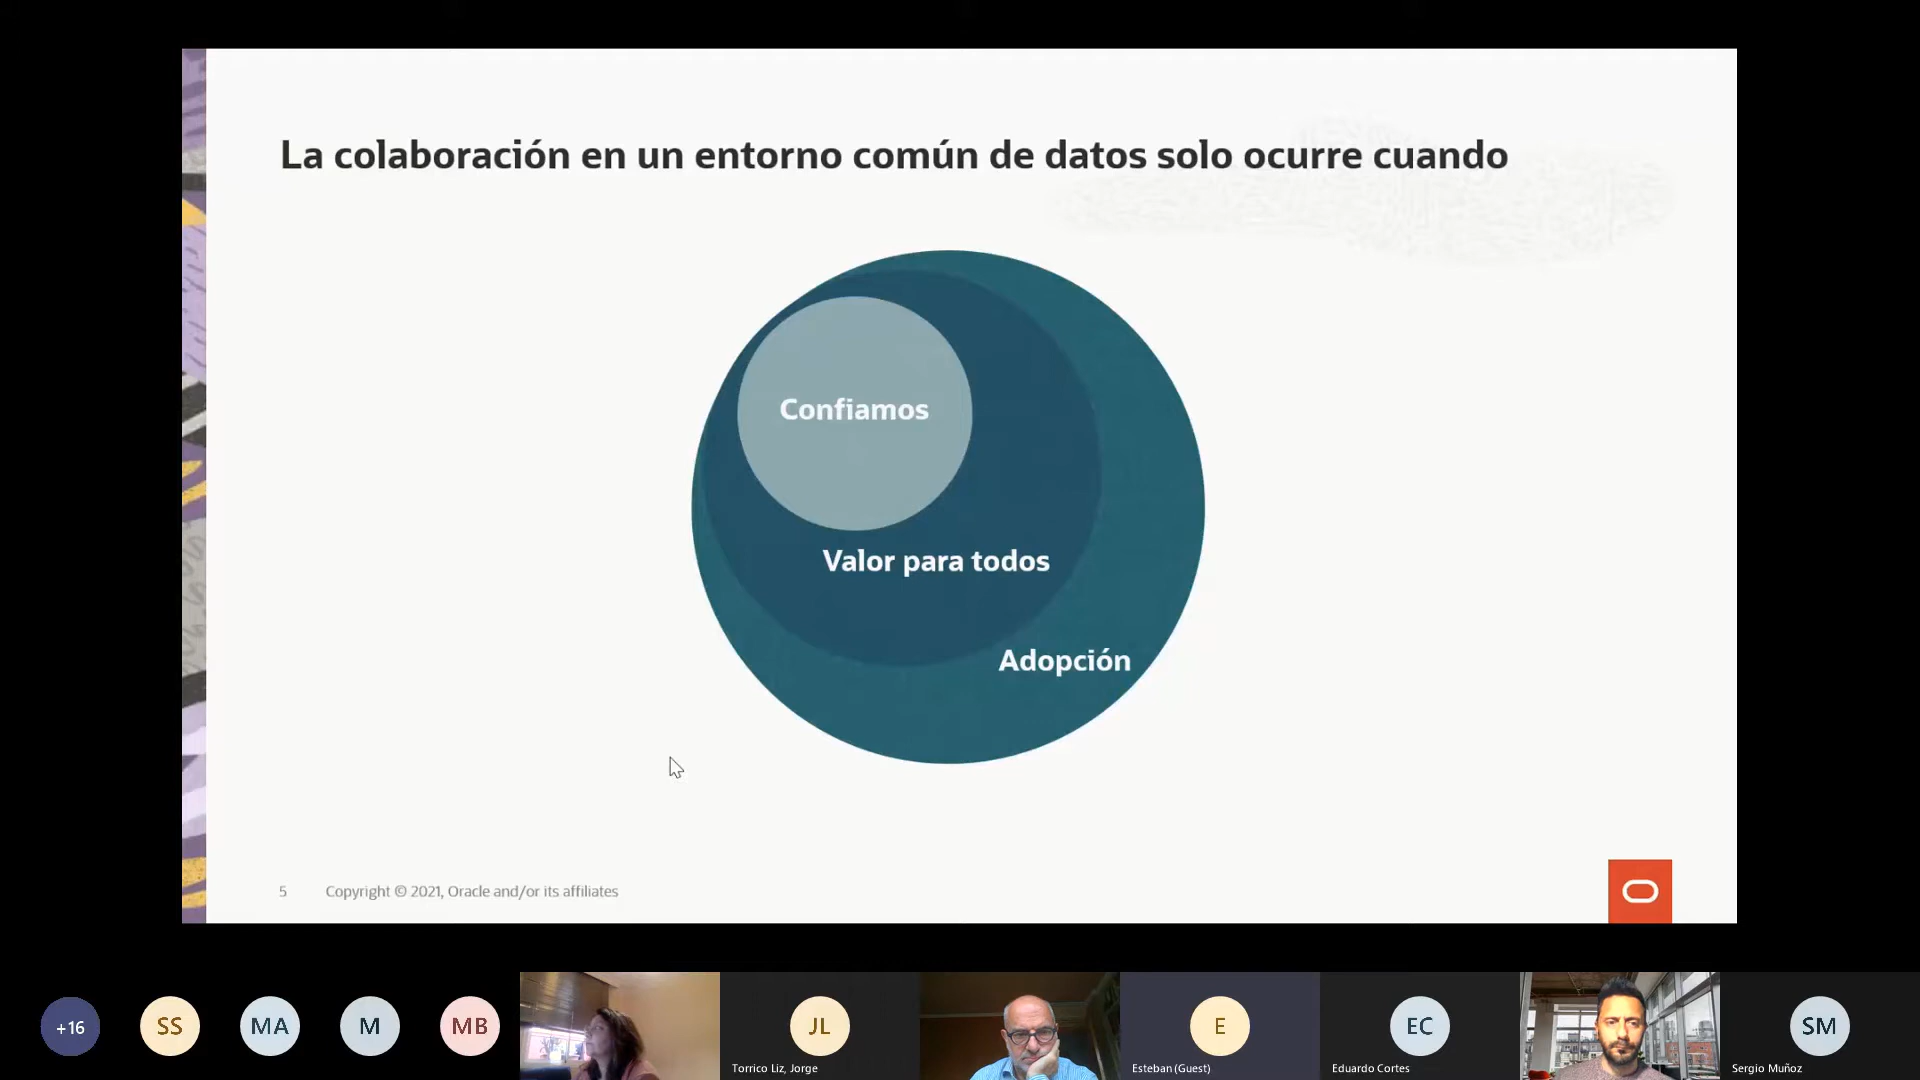 La colaboración en un entorno común de datos solo ocurre cuando
Confiamos
Valor para todos
Adopción
5
Copyright © 2021, Oracle and/or its affiliates
+16
SS
MA
M
MB
JL
Torrico Liz, Jorge
E
Esteban (Guest)
EC
Eduardo Cortes
SM
Sergio Muñoz